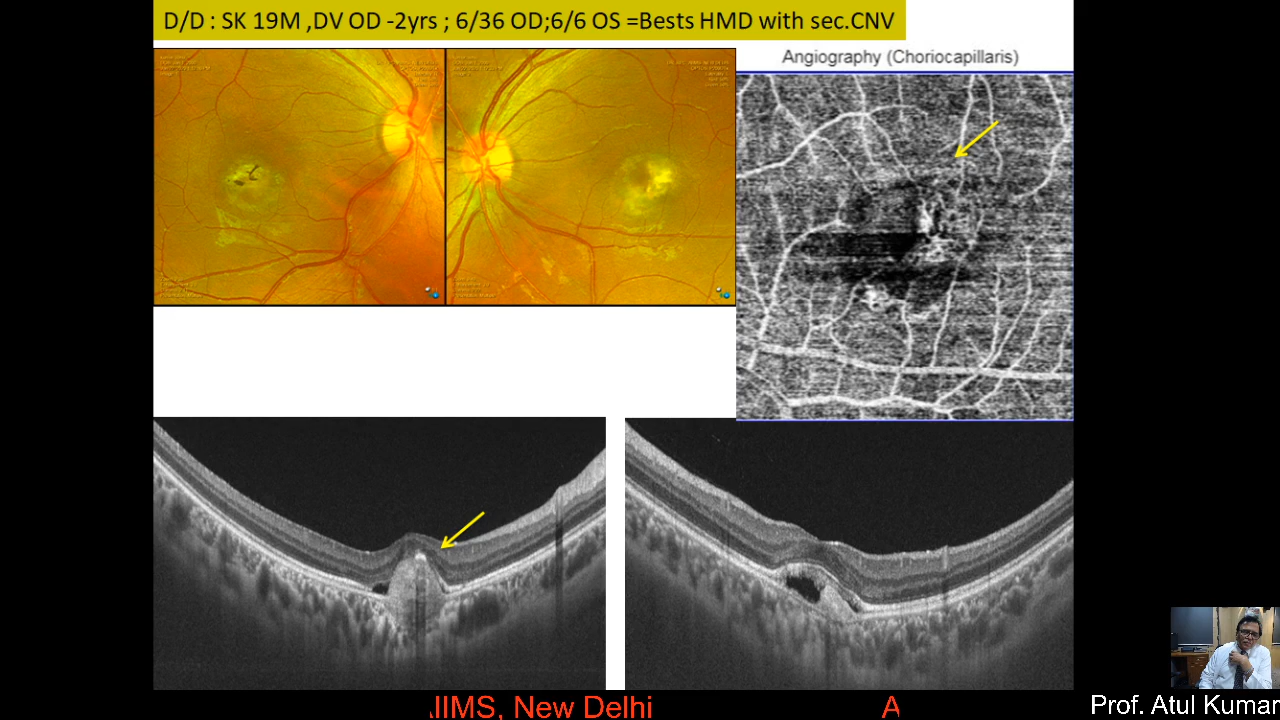 D/D : SK 19M ,DV OD -2yrs ; 6/36 OD;6/6 OS =Bests HMD with sec.CNV
Angiography (Choriocapillaris)
IIMS, New Delhi
A
Prof. Atul Kumar